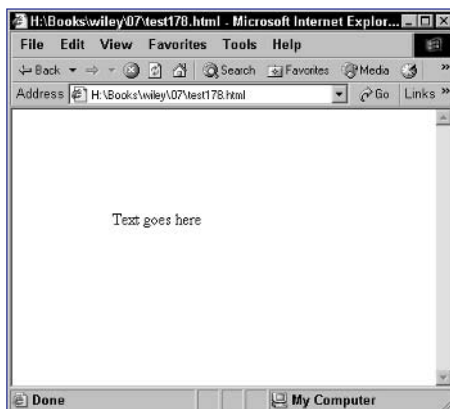 H:\Books\wiley\07\test178.html - Microsoft Internet Explor...
File Edit View Favorites Tools Help
Back Search Favorites Media »
Address H:\Books\wiley\07\test178.html Go Links »
Text goes here
Done My Computer